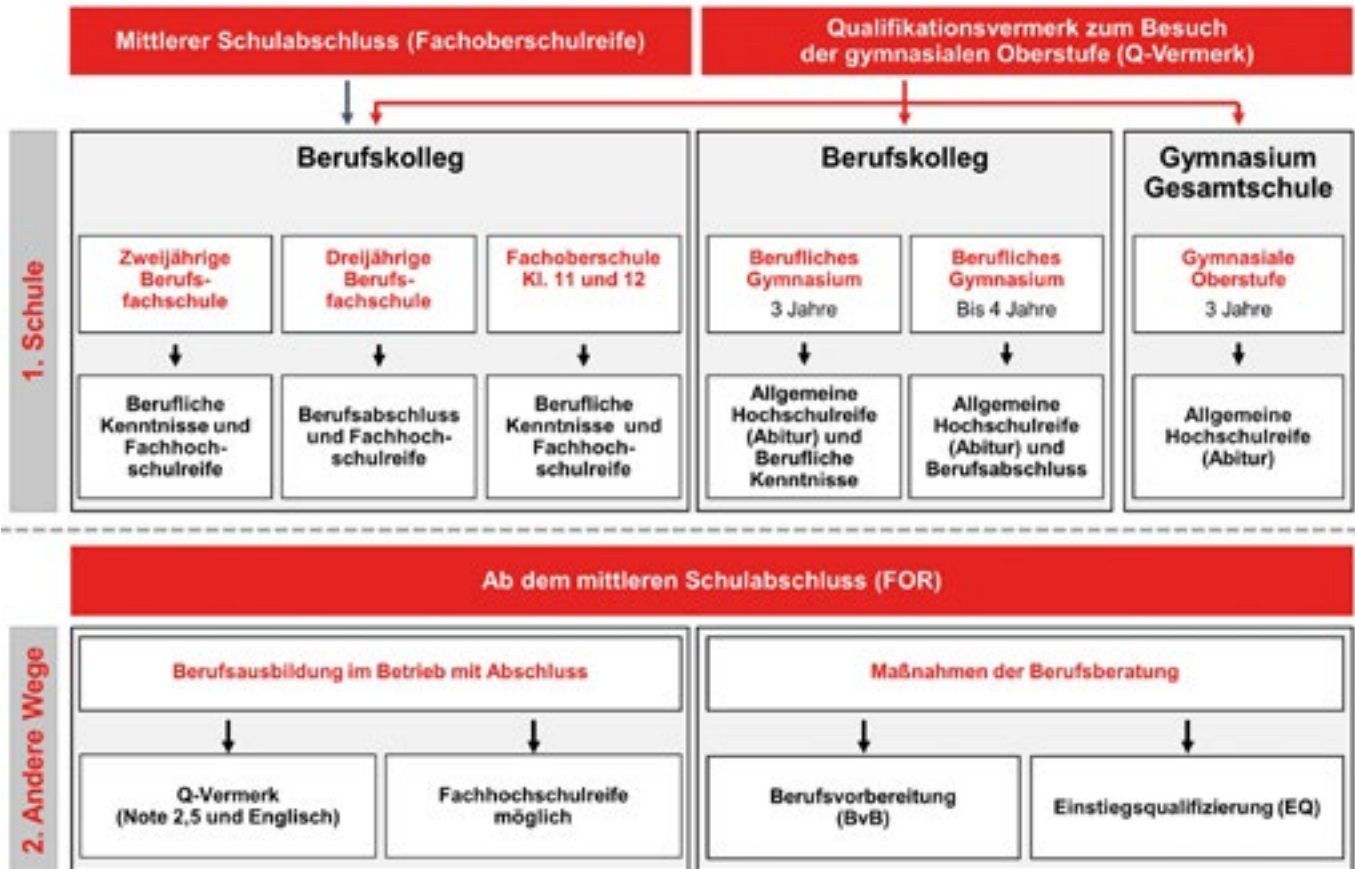 Mittlerer Schulabschluss (Fachoberschulreife)
Qualifikationsvermerk zum Besuch
der gymnasialen Oberstufe (Q-Vermerk)
1. Schule
Berufskolleg
Zweijährige
Berufs-
fachschule
Dreijährige
Berufs-
fachschule
Fachoberschule
Kl. 11 und 12
Berufliche
Kenntnisse und
Fachhoch-
schulreife
Berufsabschluss
und Fachhoch-
schulreife
Berufliche
Kenntnisse und
Fachhoch-
schulreife
Berufskolleg
Berufliches
Gymnasium
3 Jahre
Berufliches
Gymnasium
Bis 4 Jahre
Allgemeine
Hochschulreife
(Abitur) und
Berufliche
Kenntnisse
Allgemeine
Hochschulreife
(Abitur) und
Berufsabschluss
Gymnasium
Gesamtschule
Gymnasiale
Oberstufe
3 Jahre
Allgemeine
Hochschulreife
(Abitur)
Ab dem mittleren Schulabschluss (FOR)
2. Andere Wege
Berufsausbildung im Betrieb mit Abschluss
Q-Vermerk
(Note 2,5 und Englisch)
Fachhochschulreife
möglich
Maßnahmen der Berufsberatung
Berufsvorbereitung
(BvB)
Einstiegsqualifizierung (EQ)